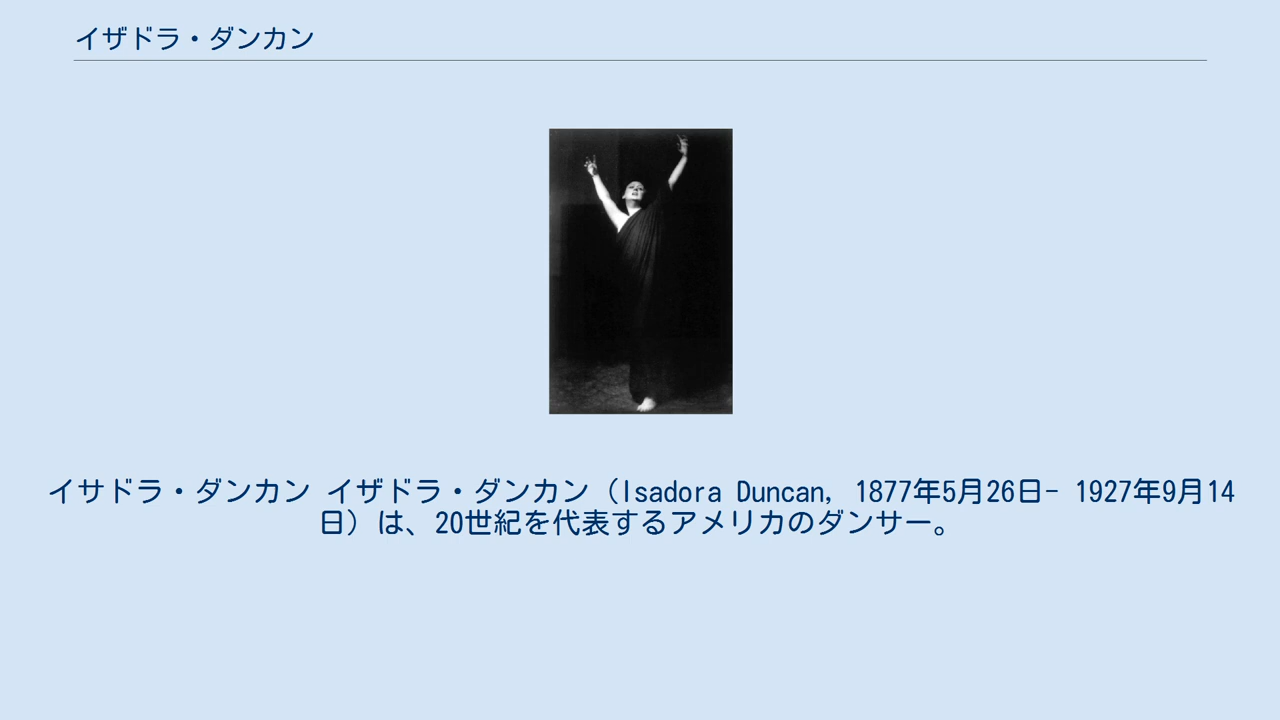 イザドラ・ダンカン
イサドラ・ダンカン イザドラ・ダンカン（Isadora Duncan, 1877年5月26日- 1927年9月14
日）は、20世紀を代表するアメリカのダンサー。